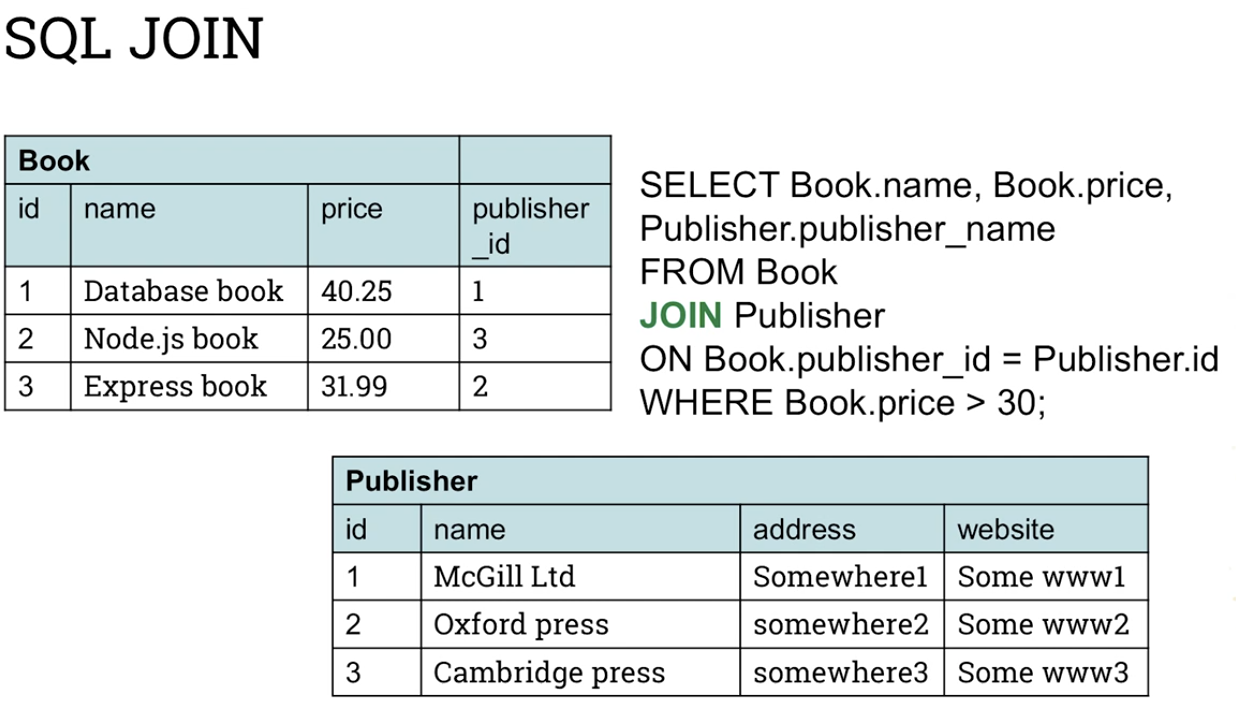 SQL JOIN
Book
id name price publisher
_id
1 Database book 40.25 1
2 Node.js book 25.00 3
3 Express book 31.99 2
SELECT Book.name, Book.price,
Publisher.publisher_name
FROM Book
JOIN Publisher
ON Book.publisher_id = Publisher.id
WHERE Book.price > 30;
Publisher
id name address website
1 McGill Ltd Somewhere1 Some www1
2 Oxford press somewhere2 Some www2
3 Cambridge press somewhere3 Some www3